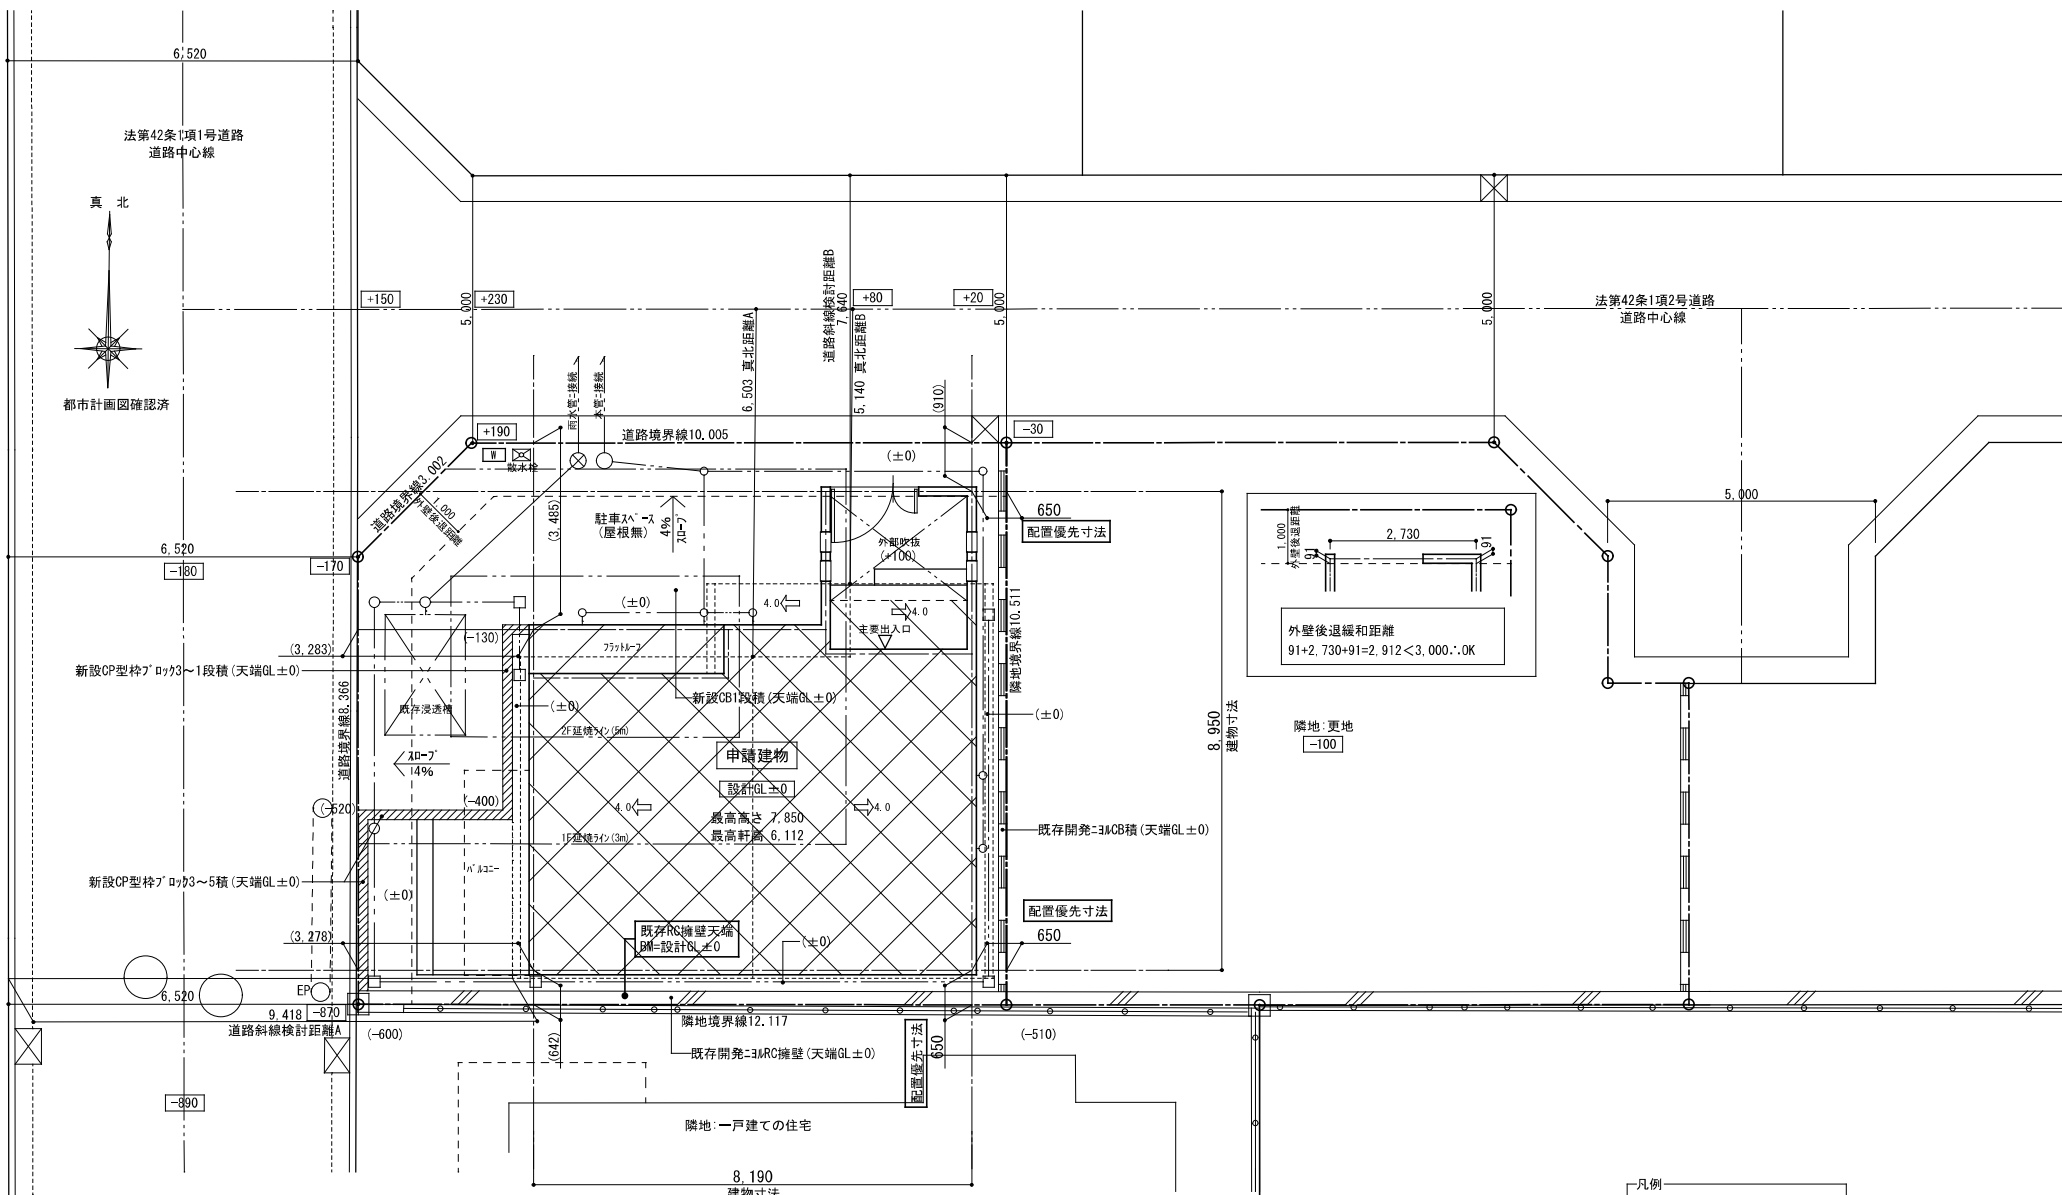 6,520
法第42条1項1号道路
道路中心線
真 北
都市計画図確認済
+150
+230
5,000
道路斜線検討距離B
7,640
+80
5,140 真北距離B
6,503 真北距離A
+20
5,000
5,000
法第42条1項2号道路
道路中心線
雨水管ニ接続
本管ニ接続
(910)
+190
道路境界線10.005
-30
W
散水栓
(±0)
道路境界線3.002
1,000
外壁後退距離
(3,485)
駐車スペース
(屋根無)
4%
スロープ
外部吹抜
(+100)
650
配置優先寸法
5,000
1,000
外壁後退距離
2,730
91
91
外壁後退緩和距離
91+2,730+91=2,912<3,000∴OK
6,520
-180
-170
(±0)
4.0
4.0
主要出入口
隣地境界線10.511
(-130)
フラットルーフ
(3,283)
新設CP型枠ブロック3～1段積(天端GL±0)
既存浸透槽
道路境界線8.366
(±0)
新設CB1段積(天端GL±0)
(±0)
2F延焼ライン(5m)
申請建物
設計GL±0
8,950
建物寸法
隣地:更地
-100
スロープ
4%
(-400)
(-520)
4.0
4.0
最高高さ 7,850
最高軒高 6,112
1F延焼ライン(3m)
既存開発ニヨルCB積(天端GL±0)
バルコニー
新設CP型枠ブロック3～5積(天端GL±0)
(±0)
配置優先寸法
既存RC擁壁天端
BM=設計GL±0
(±0)
(3,278)
650
EP
6,520
9,418
-870
道路斜線検討距離A
(-600)
隣地境界線12.117
(642)
既存開発ニヨルRC擁壁(天端GL±0)
配置優先寸法
650
(-510)
-890
隣地:一戸建ての住宅
8,190
建物寸法
凡例